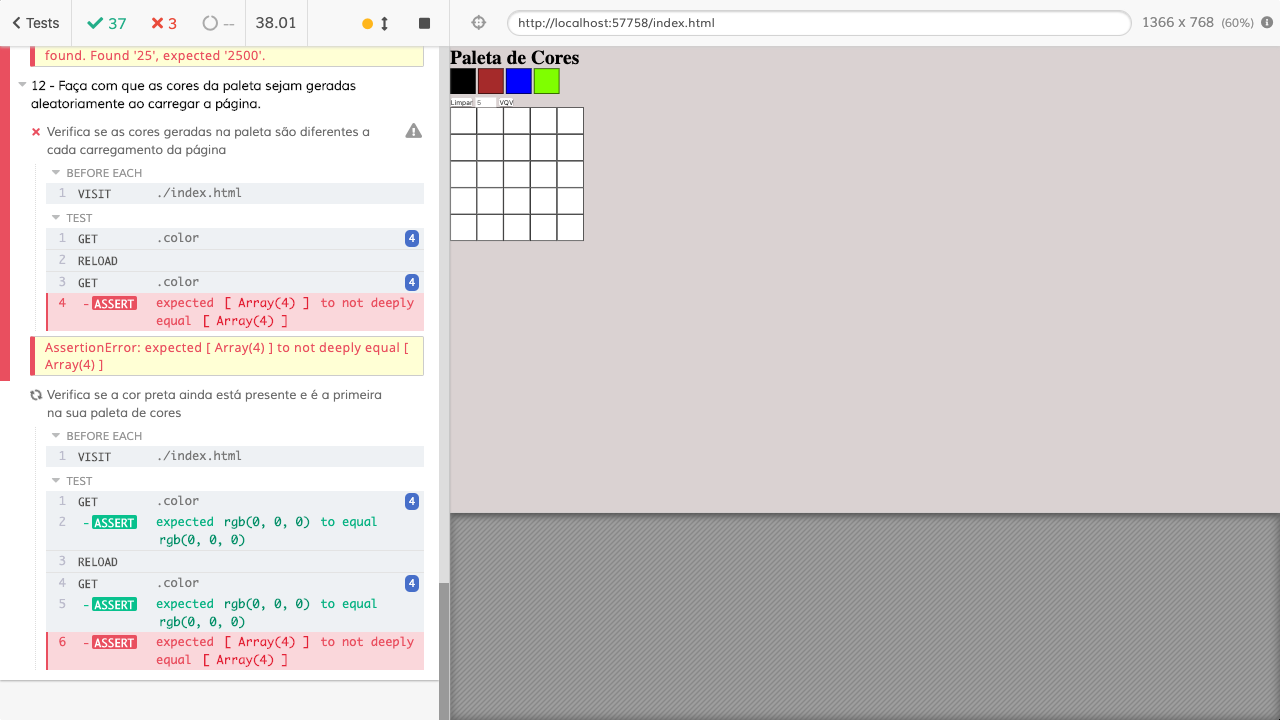 Tests
37
3
--
38.01
http://localhost:57758/index.html
1366 x 768 (60%)
found. Found '25', expected '2500'.
12 - Faça com que as cores da paleta sejam geradas
aleatoriamente ao carregar a página.
Verifica se as cores geradas na paleta são diferentes a
cada carregamento da página
BEFORE EACH
1 VISIT ./index.html
TEST
1 GET .color 4
2 RELOAD
3 GET .color 4
4 -ASSERT expected [ Array(4) ] to not deeply
equal [ Array(4) ]
AssertionError: expected [ Array(4) ] to not deeply equal [
Array(4) ]
Verifica se a cor preta ainda está presente e é a primeira
na sua paleta de cores
BEFORE EACH
1 VISIT ./index.html
TEST
1 GET .color 4
2 -ASSERT expected rgb(0, 0, 0) to equal
rgb(0, 0, 0)
3 RELOAD
4 GET .color 4
5 -ASSERT expected rgb(0, 0, 0) to equal
rgb(0, 0, 0)
6 -ASSERT expected [ Array(4) ] to not deeply
equal [ Array(4) ]
Paleta de Cores
Limpar 5 VQV